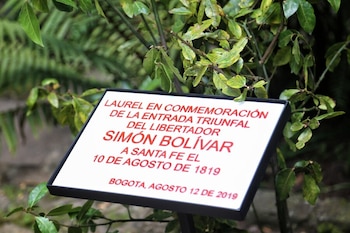 LAUREL EN CONMEMORACIÓN
DE LA ENTRADA TRIUNFAL
DEL LIBERTADOR
SIMÓN BOLÍVAR
A SANTA FE EL
10 DE AGOSTO DE 1819
BOGOTA, AGOSTO 12 DE 2019